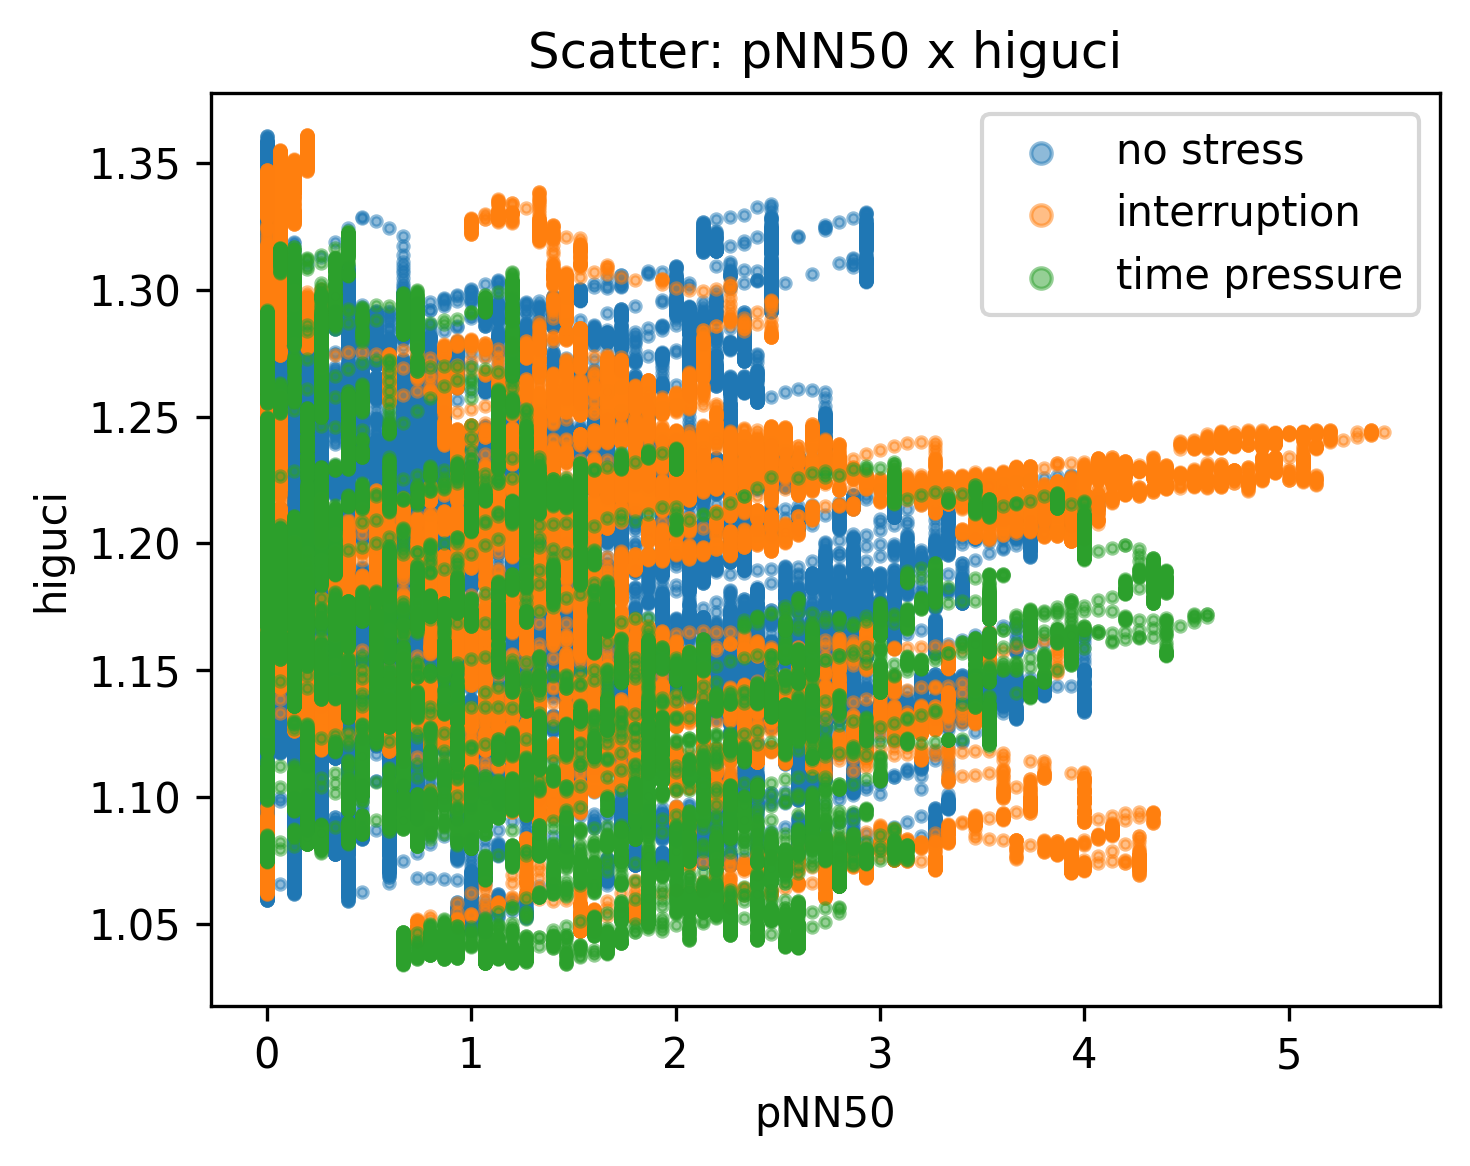 Scatter: pNN50 x higuci
no stress
interruption
time pressure
higuci
1.35
1.30
1.25
1.20
1.15
1.10
1.05
0 1 2 3 4 5
pNN50